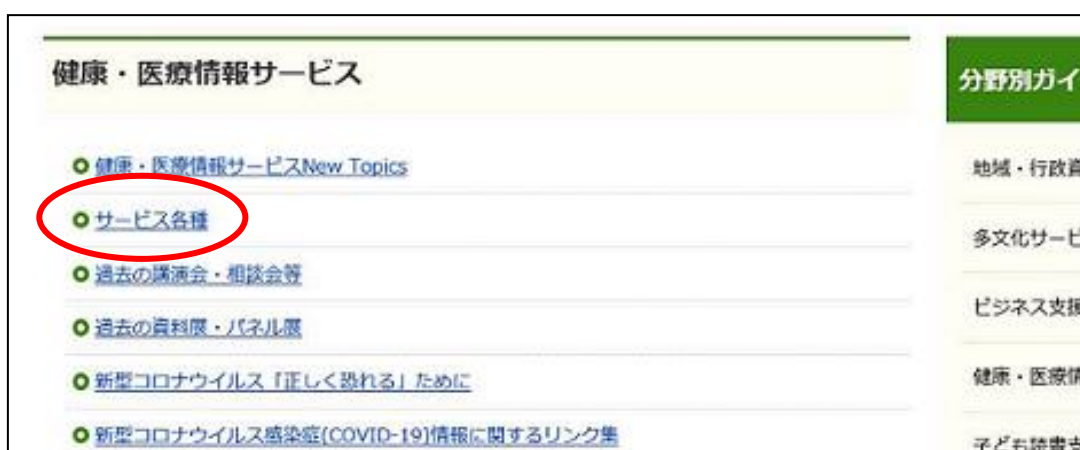 健康・医療情報サービス
健康・医療情報サービスNew Topics
サービス各種
過去の講演会・相談会等
過去の資料展・パネル展
新型コロナウイルス「正しく恐れる」ために
新型コロナウイルス感染症(COVID-19)情報に関するリンク集
分野別ガイ
地域・行政資
多文化サービ
ビジネス支援
健康・医療情
子ども読書支